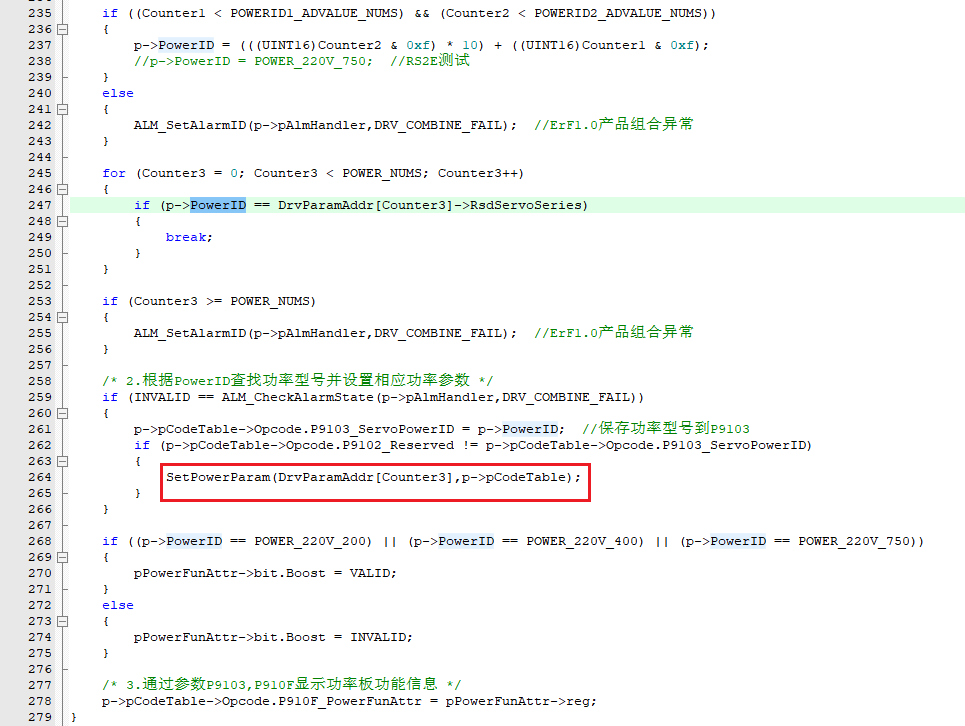 235 if ((Counter1 < POWERID1_ADVALUE_NUMS) && (Counter2 < POWERID2_ADVALUE_NUMS))
236 {
237 p->PowerID = (((UINT16)Counter2 & 0xf) * 10) + ((UINT16)Counter1 & 0xf);
238 //p->PowerID = POWER_220V_750;  //RS2E测试
239 }
240 else
241 {
242 ALM_SetAlarmID(p->pAlmHandler,DRV_COMBINE_FAIL);  //ErF1.0产品组合异常
243 }
244
245 for (Counter3 = 0; Counter3 < POWER_NUMS; Counter3++)
246 {
247 if (p->PowerID == DrvParamAddr[Counter3]->RsdServoSeries)
248 {
249 break;
250 }
251 }
252
253 if (Counter3 >= POWER_NUMS)
254 {
255 ALM_SetAlarmID(p->pAlmHandler,DRV_COMBINE_FAIL);  //ErF1.0产品组合异常
256 }
257
258 /* 2.根据PowerID查找功率型号并设置相应功率参数 */
259 if (INVALID == ALM_CheckAlarmState(p->pAlmHandler,DRV_COMBINE_FAIL))
260 {
261 p->pCodeTable->Opcode.P9103_ServoPowerID = p->PowerID;  //保存功率型号到P9103
262 if (p->pCodeTable->Opcode.P9102_Reserved != p->pCodeTable->Opcode.P9103_ServoPowerID)
263 {
264 SetPowerParam(DrvParamAddr[Counter3],p->pCodeTable);
265 }
266 }
267
268 if ((p->PowerID == POWER_220V_200) || (p->PowerID == POWER_220V_400) || (p->PowerID == POWER_220V_750))
269 {
270 pPowerFunAttr->bit.Boost = VALID;
271 }
272 else
273 {
274 pPowerFunAttr->bit.Boost = INVALID;
275 }
276
277 /* 3.通过参数P9103,P910F显示功率板功能信息 */
278 p->pCodeTable->Opcode.P910F_PowerFunAttr = pPowerFunAttr->reg;
279 }